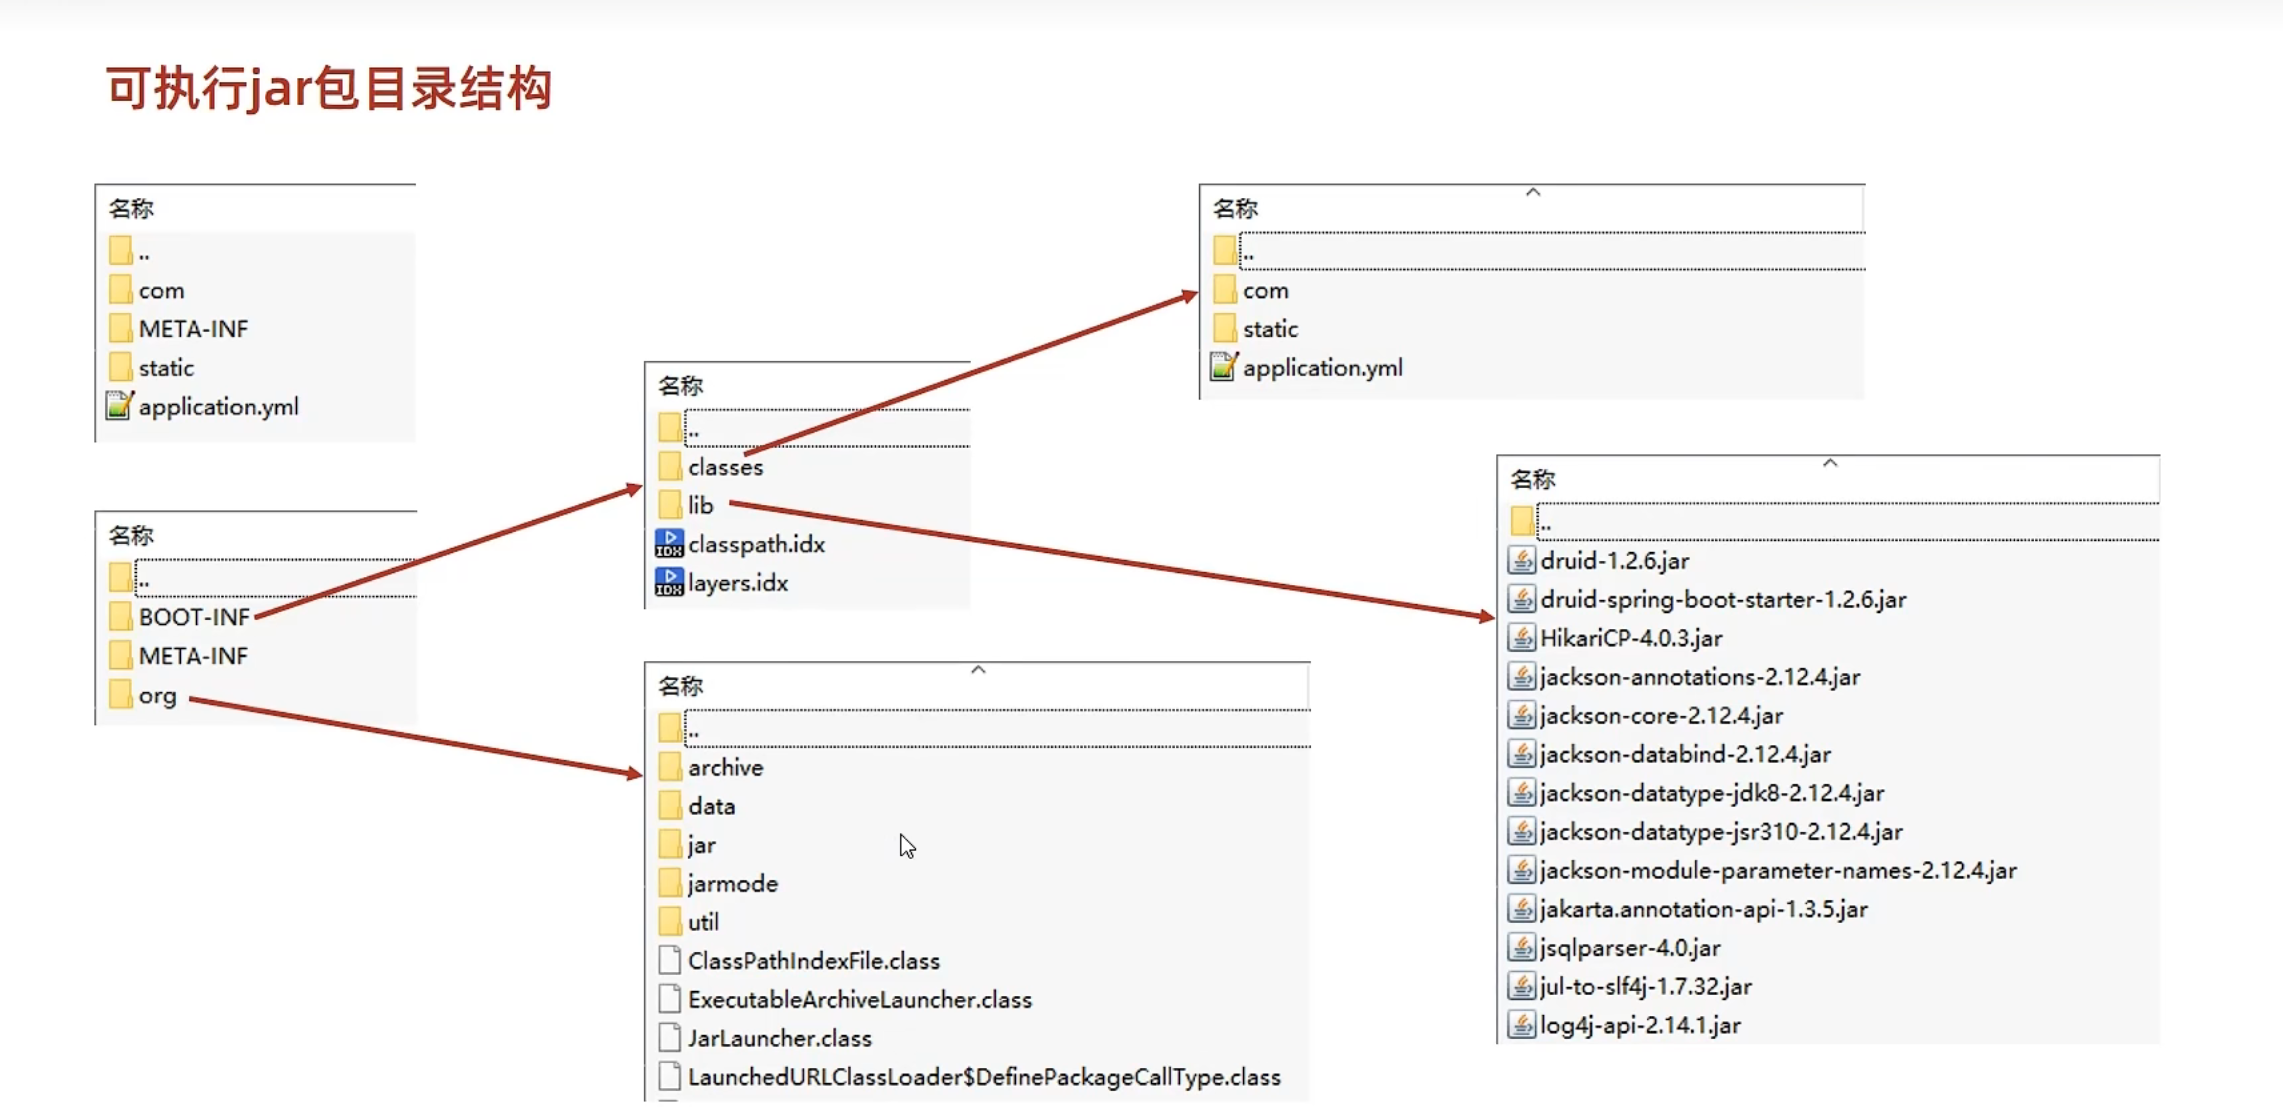 可执行jar包目录结构
名称
..
com
META-INF
static
application.yml
名称
..
BOOT-INF
META-INF
org
名称
..
classes
lib
classpath.idx
layers.idx
名称
..
archive
data
jar
jarmode
util
ClassPathIndexFile.class
ExecutableArchiveLauncher.class
JarLauncher.class
LaunchedURLClassLoader$DefinePackageCallType.class
名称
..
com
static
application.yml
名称
..
druid-1.2.6.jar
druid-spring-boot-starter-1.2.6.jar
HikariCP-4.0.3.jar
jackson-annotations-2.12.4.jar
jackson-core-2.12.4.jar
jackson-databind-2.12.4.jar
jackson-datatype-jdk8-2.12.4.jar
jackson-datatype-jsr310-2.12.4.jar
jackson-module-parameter-names-2.12.4.jar
jakarta.annotation-api-1.3.5.jar
jsqlparser-4.0.jar
jul-to-slf4j-1.7.32.jar
log4j-api-2.14.1.jar